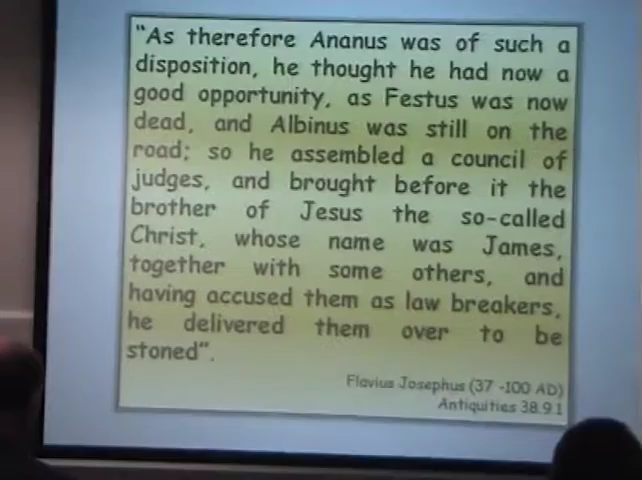 “As therefore Ananus was of such a
disposition, he thought he had now a
good opportunity, as Festus was now
dead, and Albinus was still on the
road; so he assembled a council of
judges, and brought before it the
brother of Jesus the so-called
Christ, whose name was James,
together with some others, and
having accused them as law breakers,
he delivered them over to be
stoned”.
Flavius Josephus (37 -100 AD)
Antiquities 38.9.1